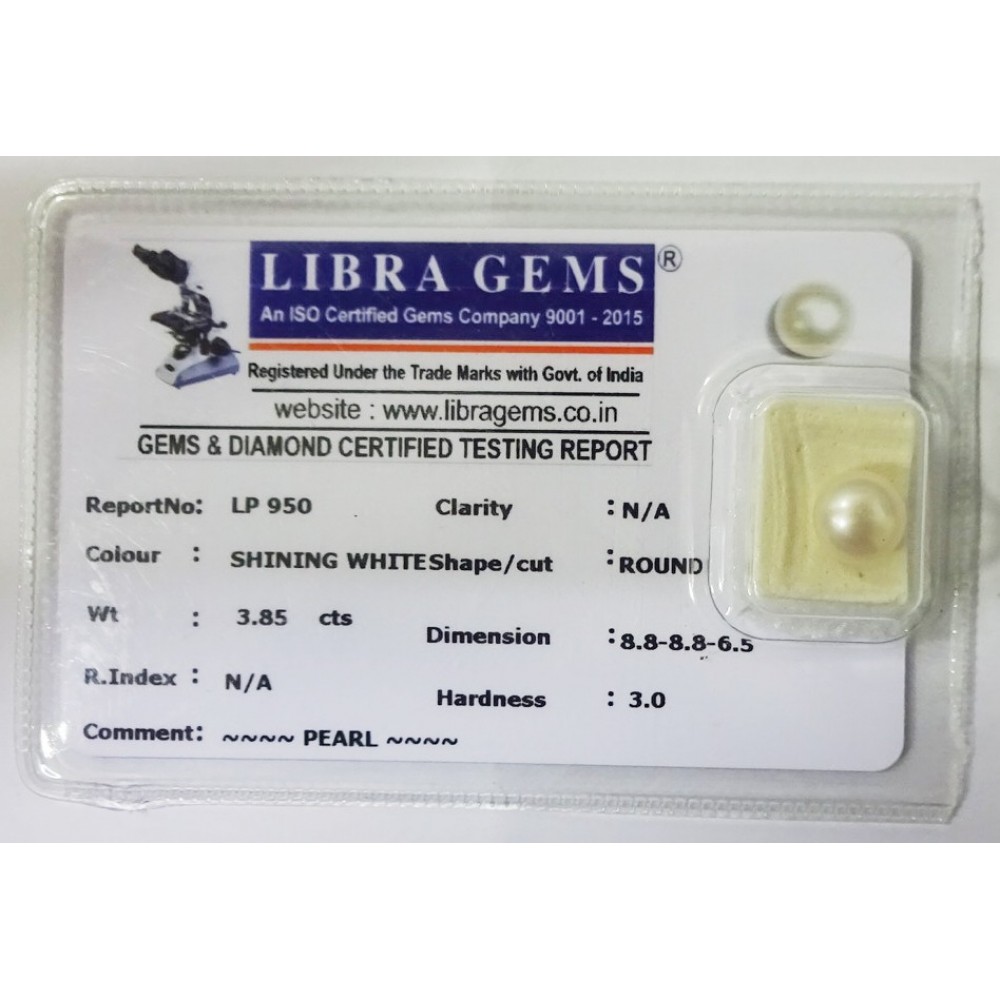 LIBRA GEMS ®
An ISO Certified Gems Company 9001 - 2015
Registered Under the Trade Marks with Govt. of India
website : www.libragems.co.in
GEMS & DIAMOND CERTIFIED TESTING REPORT
ReportNo: LP 950 Clarity : N/A
Colour : SHINING WHITE Shape/cut : ROUND
Wt : 3.85 cts Dimension : 8.8-8.8-6.5
R.Index : N/A Hardness : 3.0
Comment: ~~~~ PEARL ~~~~